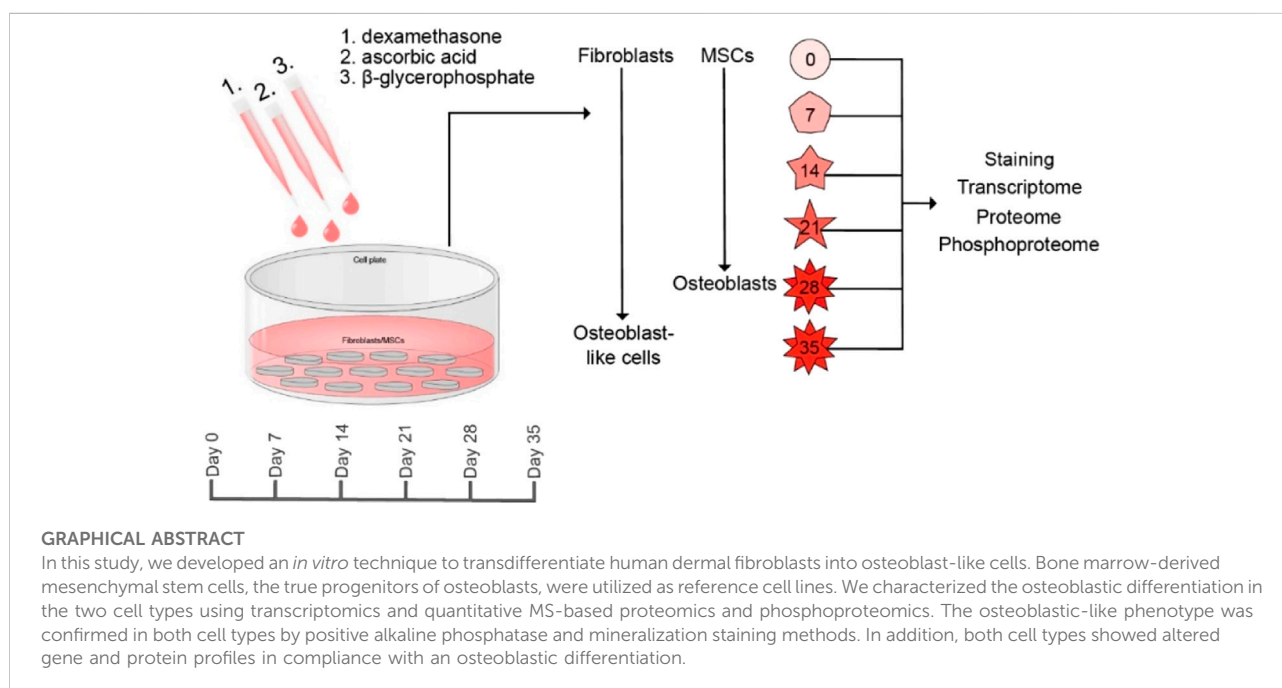 1. dexamethasone
2. ascorbic acid
3. β-glycerophosphate
1.
2.
3.
Cell plate
Fibroblasts/MSCs
Day 0
Day 7
Day 14
Day 21
Day 28
Day 35
Fibroblasts
MSCs
Osteoblasts
Osteoblast-
like cells
0
7
14
21
28
35
Staining
Transcriptome
Proteome
Phosphoproteome
GRAPHICAL ABSTRACT
In this study, we developed an in vitro technique to transdifferentiate human dermal fibroblasts into osteoblast-like cells. Bone marrow-derived
mesenchymal stem cells, the true progenitors of osteoblasts, were utilized as reference cell lines. We characterized the osteoblastic differentiation in
the two cell types using transcriptomics and quantitative MS-based proteomics and phosphoproteomics. The osteoblastic-like phenotype was
confirmed in both cell types by positive alkaline phosphatase and mineralization staining methods. In addition, both cell types showed altered
gene and protein profiles in compliance with an osteoblastic differentiation.